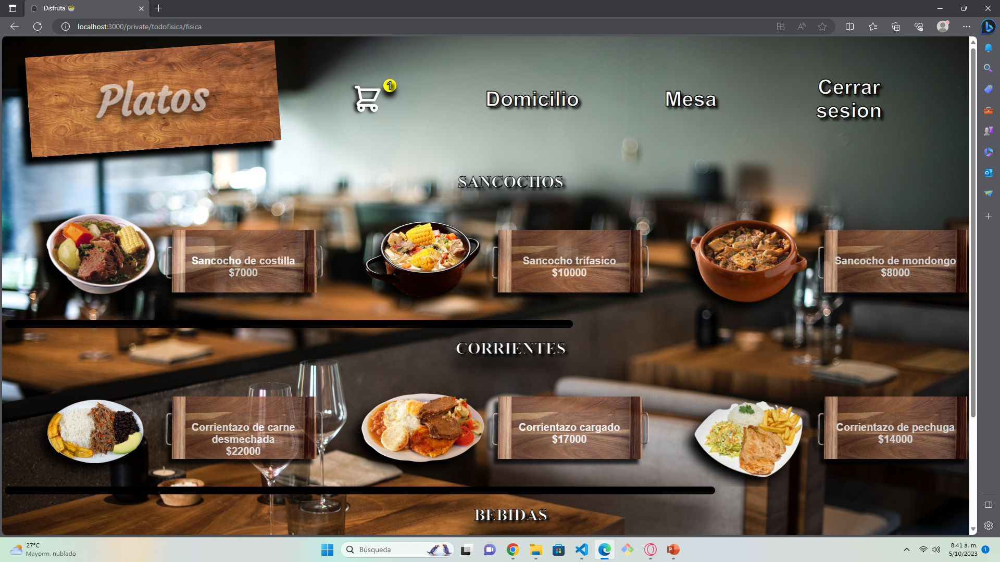 Disfruta
localhost:3000/private/todofisica/fisica
Platos
1
Domicilio
Mesa
Cerrar
sesion
SANCOCHOS
Sancocho de costilla
$7000
Sancocho trifasico
$10000
Sancocho de mondongo
$8000
CORRIENTES
Corrientazo de carne
desmechada
$22000
Corrientazo cargado
$17000
Corrientazo de pechuga
$14000
BEBIDAS
27°C
Mayorm. nublado
Búsqueda
8:41 a. m.
5/10/2023
1